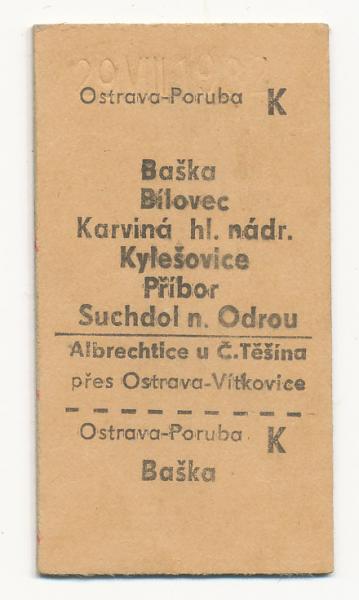 Ostrava-Poruba K
Baška
Bílovec
Karviná hl. nádr.
Kylešovice
Příbor
Suchdol n. Odrou
Albrechtice u Č.Těšína
přes Ostrava-Vítkovice
Ostrava-Poruba K
Baška